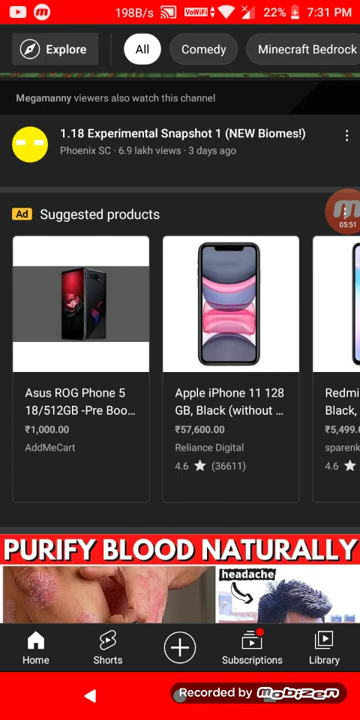 198B/s VoWiFi 22% 7:31 PM
Explore All Comedy Minecraft Bedrock
Megamanny viewers also watch this channel
1.18 Experimental Snapshot 1 (NEW Biomes!)
Phoenix SC · 6.9 lakh views · 3 days ago
Ad Suggested products
05:51
Asus ROG Phone 5
18/512GB -Pre Boo...
₹1,000.00
AddMeCart
Apple iPhone 11 128
GB, Black (without ...
₹57,600.00
Reliance Digital
4.6 ★ (36611)
Redmi
Black,
₹5,499.
sparen
4.6 ★
PURIFY BLOOD NATURALLY
headache
Home Shorts Subscriptions Library
Recorded by mobizen